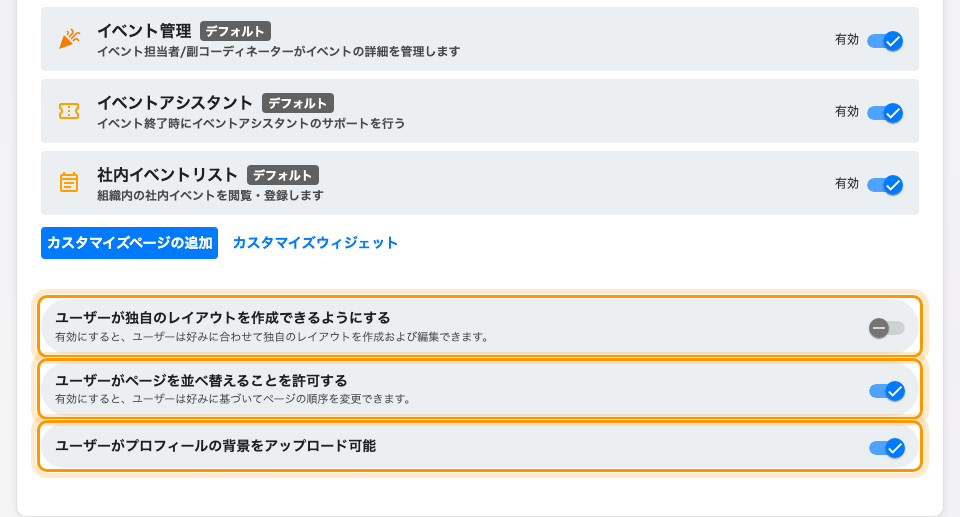 イベント管理 デフォルト
イベント担当者/副コーディネーターがイベントの詳細を管理します
有効
イベントアシスタント デフォルト
イベント終了時にイベントアシスタントのサポートを行う
有効
社内イベントリスト デフォルト
組織内の社内イベントを閲覧・登録します
有効
カスタマイズページの追加 カスタマイズウィジェット
ユーザーが独自のレイアウトを作成できるようにする
有効にすると、ユーザーは好みに合わせて独自のレイアウトを作成および編集できます。
ユーザーがページを並べ替えることを許可する
有効にすると、ユーザーは好みに基づいてページの順序を変更できます。
ユーザーがプロフィールの背景をアップロード可能